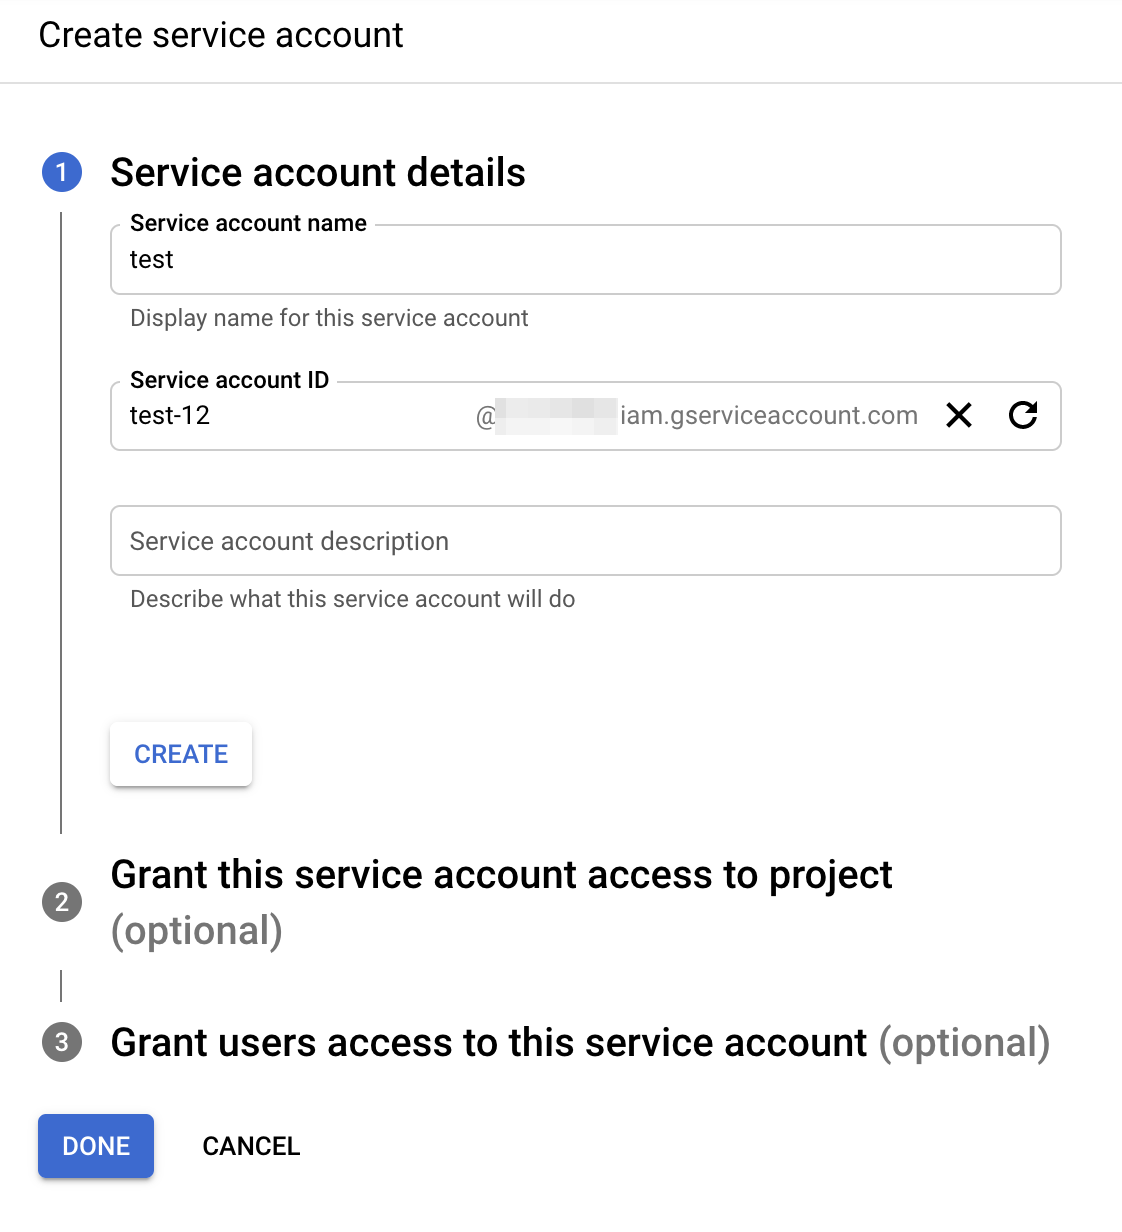 Create service account
1 Service account details
Service account name
test
Display name for this service account
Service account ID
test-12 @ iam.gserviceaccount.com
Service account description
Describe what this service account will do
CREATE
2 Grant this service account access to project
(optional)
3 Grant users access to this service account (optional)
DONE CANCEL